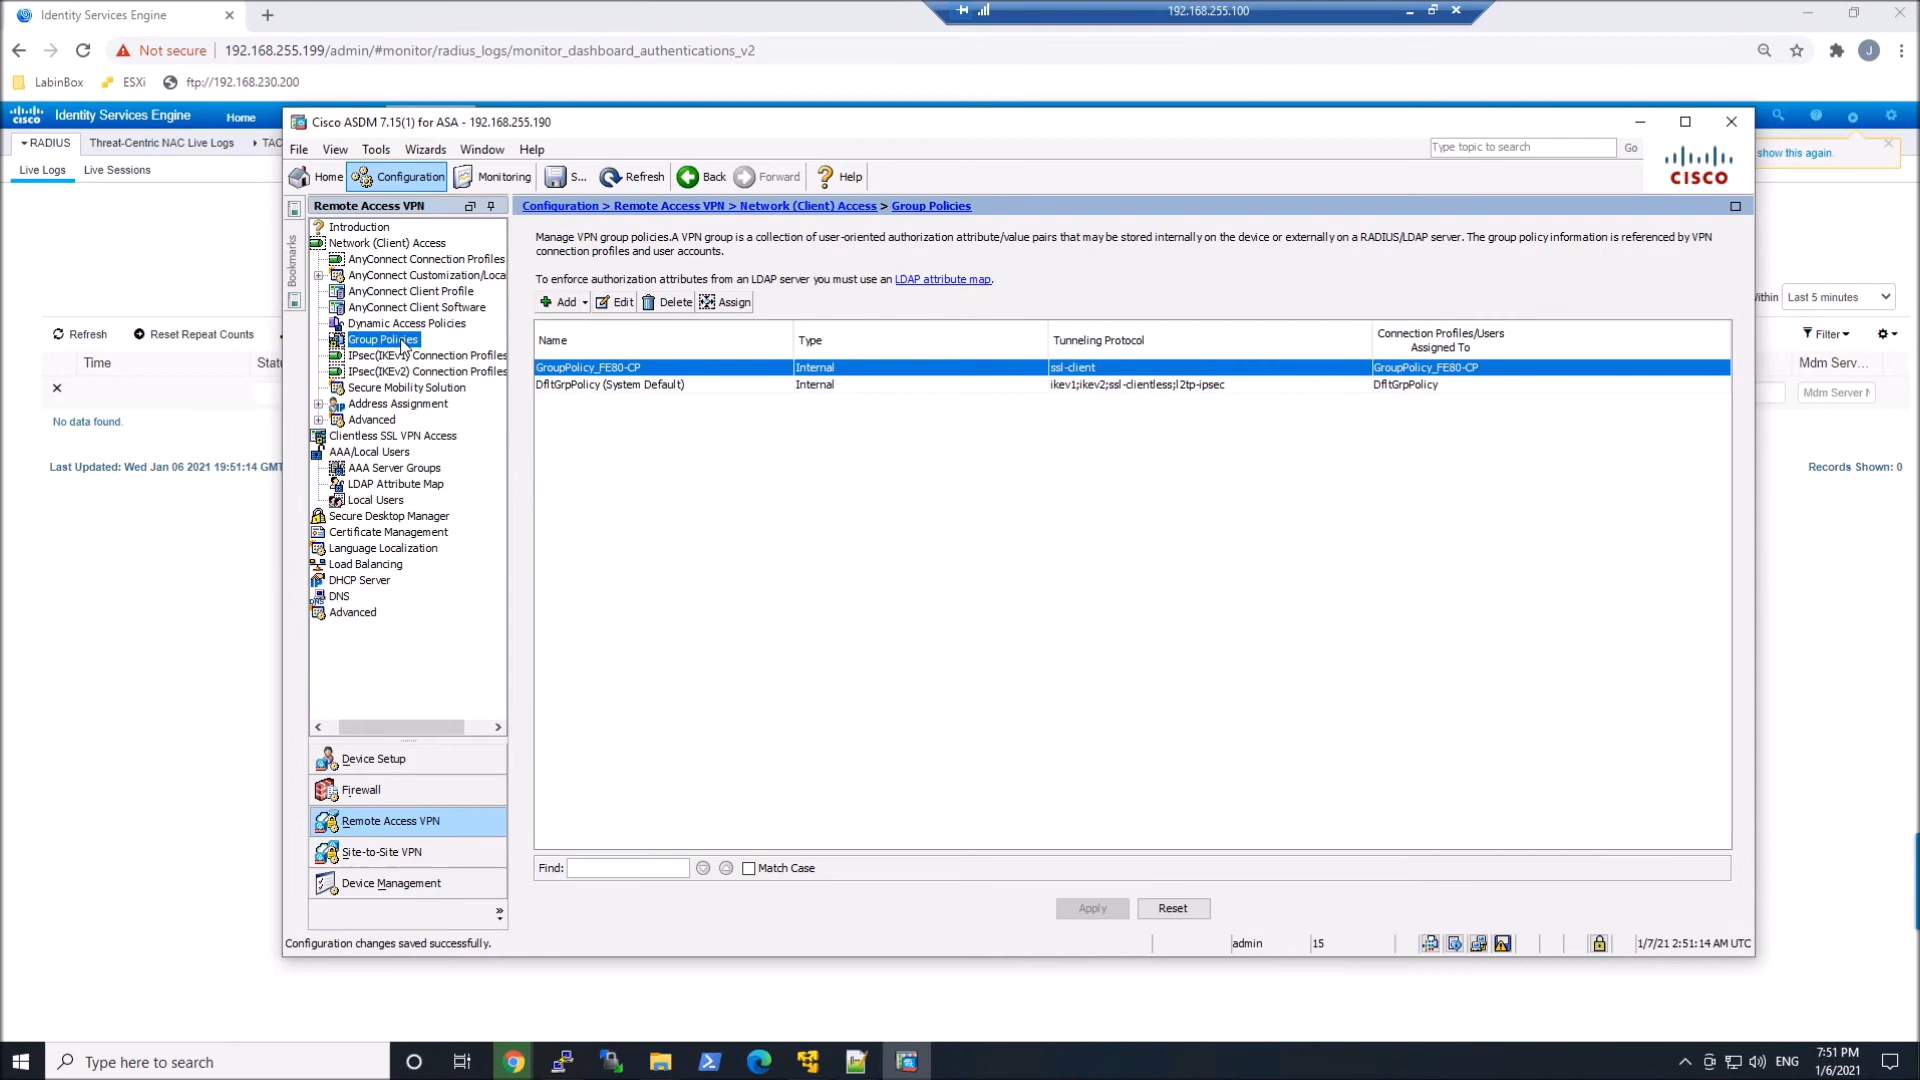 Identity Services Engine
192.168.255.100
Not secure
192.168.255.199/admin/#monitor/radius_logs/monitor_dashboard_authentications_v2
J
LabinBox
ESXi
ftp://192.168.230.200
CISCO
Identity Services Engine
Home
RADIUS
Threat-Centric NAC Live Logs
TAC
show this again.
Live Logs
Live Sessions
Last 5 minutes
Refresh
Reset Repeat Counts
Filter
Time
Statu
Mdm Serv...
Mdm Server N
No data found.
Last Updated: Wed Jan 06 2021 19:51:14 GMT
Records Shown: 0
Cisco ASDM 7.15(1) for ASA - 192.168.255.190
File
View
Tools
Wizards
Window
Help
Type topic to search
Go
Home
Configuration
Monitoring
S...
Refresh
Back
Forward
Help
CISCO
Bookmarks
Remote Access VPN
Introduction
Network (Client) Access
AnyConnect Connection Profiles
AnyConnect Customization/Loca
AnyConnect Client Profile
AnyConnect Client Software
Dynamic Access Policies
Group Policies
IPsec(IKEv1) Connection Profiles
IPsec(IKEv2) Connection Profiles
Secure Mobility Solution
Address Assignment
Advanced
Clientless SSL VPN Access
AAA/Local Users
AAA Server Groups
LDAP Attribute Map
Local Users
Secure Desktop Manager
Certificate Management
Language Localization
Load Balancing
DHCP Server
DNS
Advanced
Device Setup
Firewall
Remote Access VPN
Site-to-Site VPN
Device Management
Configuration > Remote Access VPN > Network (Client) Access > Group Policies
Manage VPN group policies.A VPN group is a collection of user-oriented authorization attribute/value pairs that may be stored internally on the device or externally on a RADIUS/LDAP server. The group policy information is referenced by VPN
connection profiles and user accounts.
To enforce authorization attributes from an LDAP server you must use an LDAP attribute map.
Add
Edit
Delete
Assign
Name
Type
Tunneling Protocol
Connection Profiles/Users
Assigned To
GroupPolicy_FE80-CP
Internal
ssl-client
GroupPolicy_FE80-CP
DfltGrpPolicy (System Default)
Internal
ikev1;ikev2;ssl-clientless;l2tp-ipsec
DfltGrpPolicy
Find:
Match Case
Apply
Reset
Configuration changes saved successfully.
admin
15
1/7/21 2:51:14 AM UTC
Type here to search
ENG
7:51 PM
1/6/2021